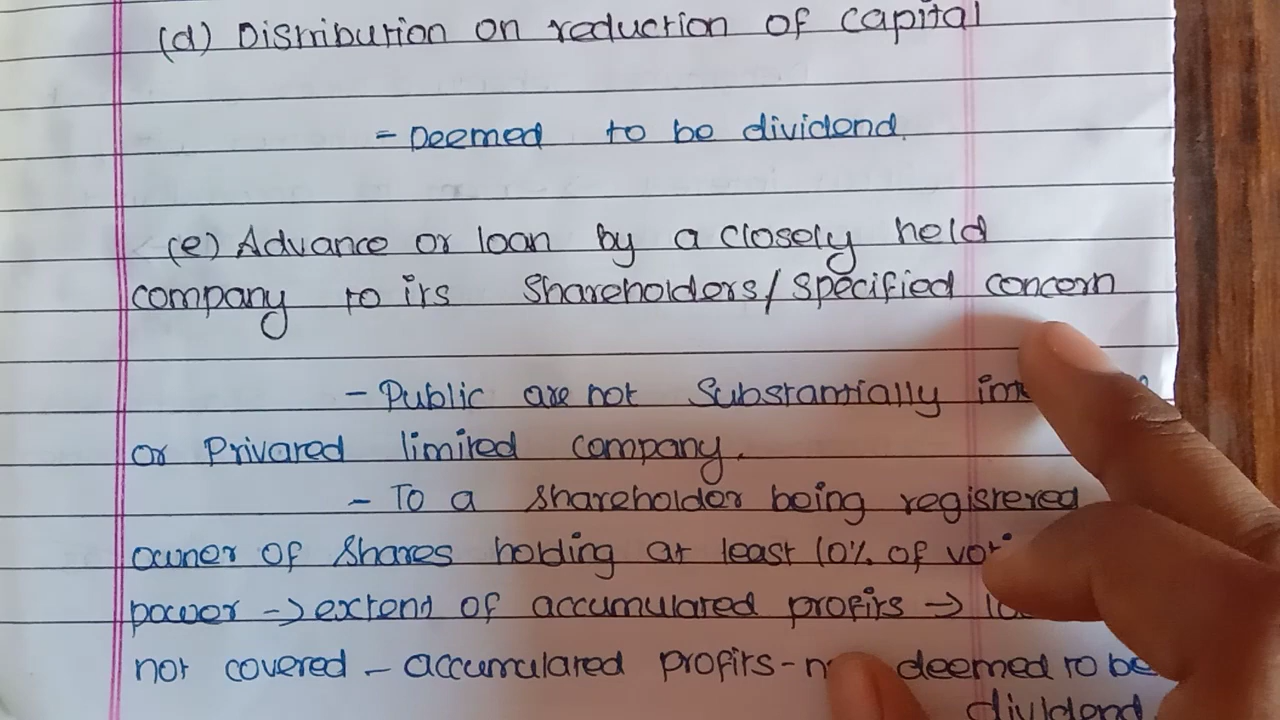 (d) Distribution on reduction of capital
- Deemed to be dividend.
(e) Advance or loan by a closely held
company to its shareholders/specified concern
- Public are not substantially
or Privated limited company.
- To a shareholder being registered
owner of shares holding at least 10% of
power → extent of accumulated profits →
not covered - accumulated profits - deemed to be
dividend